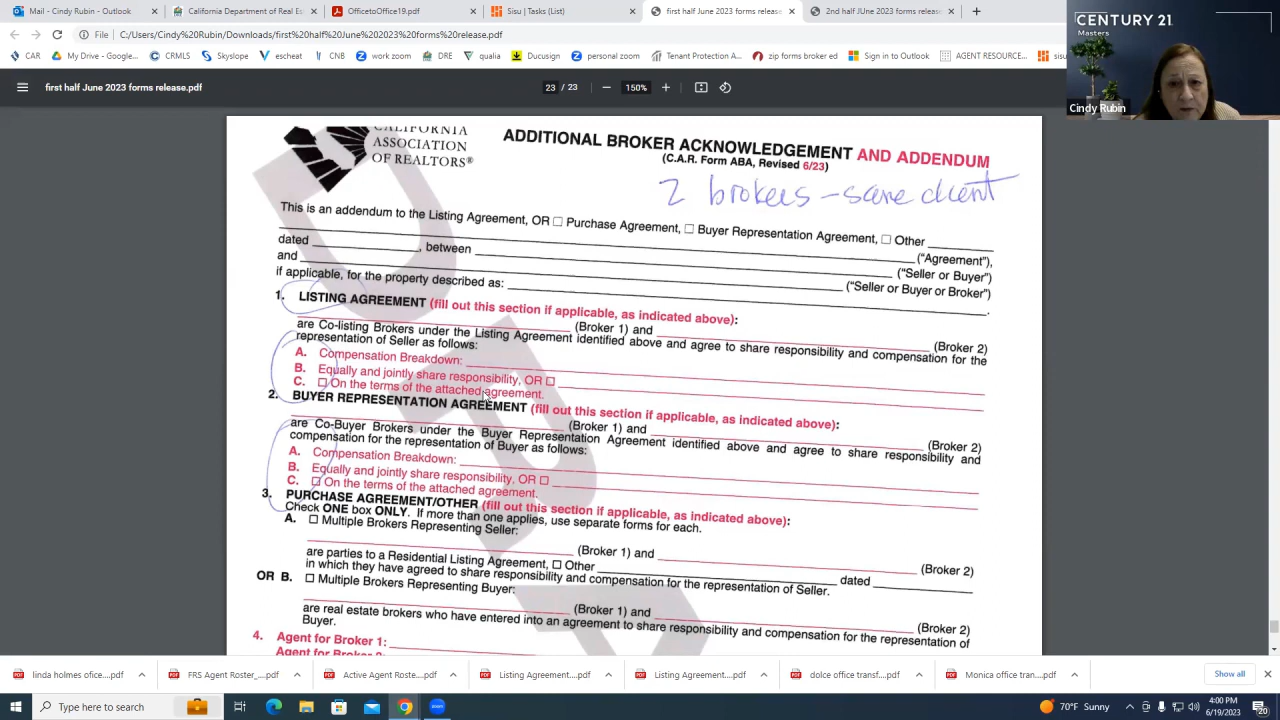 Mail - Cindy Rubin - Outlook
California Department of Real Est
OfficetoOffice19.pdf
Sisu | Tasks (List)
first half June 2023 forms release
2nd half JUne 2023 forms release
File
C:/Users/Cindy%20Rubin/Downloads/first%20half%20June%202023%20forms%20release.pdf
CAR
My Drive - Google...
CRMLS
Skyslope
escheat
CNB
work zoom
DRE
qualia
Ducusign
personal zoom
Tenant Protection A...
zip forms broker ed
Sign in to Outlook
AGENT RESOURCE...
sisu
CENTURY 21
Masters
Cindy Rubin
first half June 2023 forms release.pdf
23 / 23
150%
CALIFORNIA
ASSOCIATION
OF REALTORS®
ADDITIONAL BROKER ACKNOWLEDGEMENT AND ADDENDUM
(C.A.R. Form ABA, Revised 6/23)
2 brokers - same client
This is an addendum to the Listing Agreement, OR ☐ Purchase Agreement, ☐ Buyer Representation Agreement, ☐ Other
("Agreement"),
dated , between ("Seller or Buyer")
and ("Seller or Buyer or Broker")
if applicable, for the property described as: .
1. LISTING AGREEMENT (fill out this section if applicable, as indicated above):
(Broker 1) and (Broker 2)
are Co-listing Brokers under the Listing Agreement identified above and agree to share responsibility and compensation for the
representation of Seller as follows:
A. Compensation Breakdown:
B. Equally and jointly share responsibility, OR ☐
C. ☐ On the terms of the attached agreement.
2. BUYER REPRESENTATION AGREEMENT (fill out this section if applicable, as indicated above):
(Broker 1) and (Broker 2)
are Co-Buyer Brokers under the Buyer Representation Agreement identified above and agree to share responsibility and
compensation for the representation of Buyer as follows:
A. Compensation Breakdown:
B. Equally and jointly share responsibility, OR ☐
C. ☐ On the terms of the attached agreement.
3. PURCHASE AGREEMENT/OTHER (fill out this section if applicable, as indicated above):
Check ONE box ONLY. If more than one applies, use separate forms for each.
A. ☐ Multiple Brokers Representing Seller:
(Broker 1) and (Broker 2)
are parties to a Residential Listing Agreement, ☐ Other dated
in which they have agreed to share responsibility and compensation for the representation of Seller.
OR B. ☐ Multiple Brokers Representing Buyer:
(Broker 1) and (Broker 2)
are real estate brokers who have entered into an agreement to share responsibility and compensation for the representation of
Buyer.
4. Agent for Broker 1:
Agent for Broker 2:
linda holmes ofice....pdf
FRS Agent Roster_....pdf
Active Agent Roste....pdf
Listing Agreement....pdf
Listing Agreement....pdf
dolce office transf....pdf
Monica office tran....pdf
Show all
Type here to search
70°F Sunny
4:00 PM
6/19/2023
20